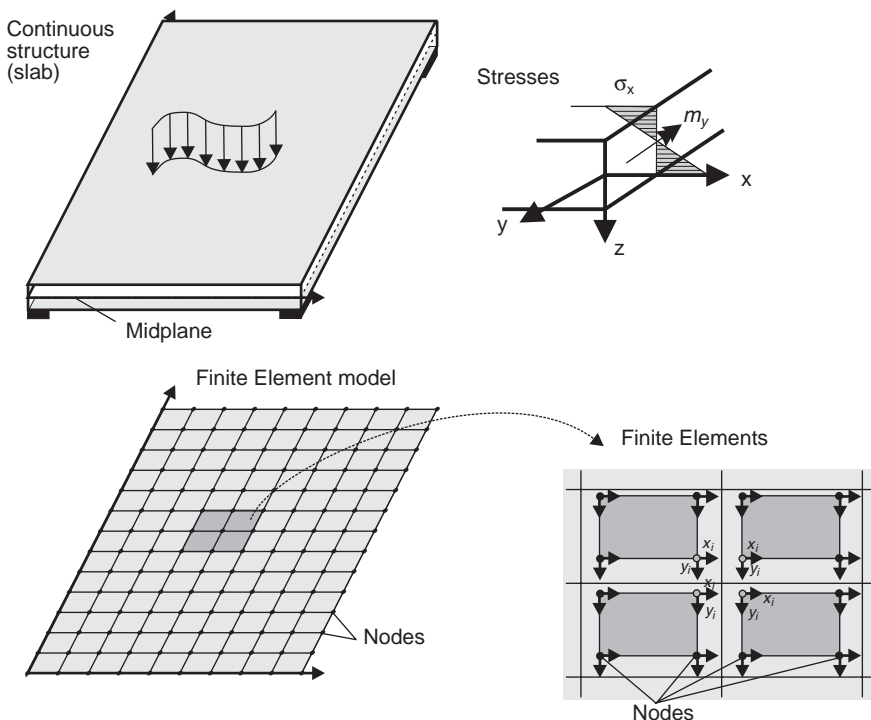 Continuous
structure
(slab)
Stresses
σx
my
x
y
z
Midplane
Finite Element model
Finite Elements
xi
xi
yi
yi
xi
xi
yi
yi
Nodes
Nodes